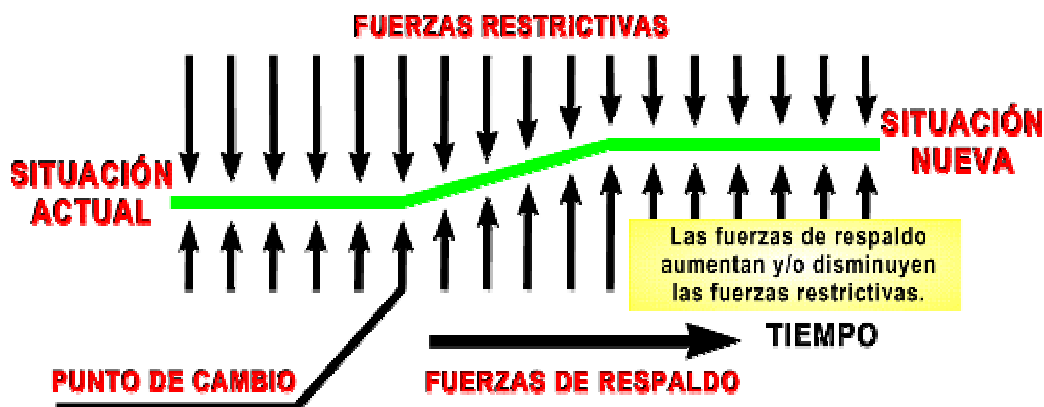 FUERZAS RESTRICTIVAS
SITUACIÓN
NUEVA
SITUACIÓN
ACTUAL
Las fuerzas de respaldo
aumentan y/o disminuyen
las fuerzas restrictivas.
TIEMPO
PUNTO DE CAMBIO
FUERZAS DE RESPALDO